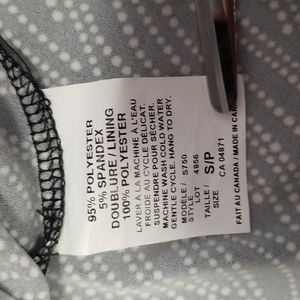 95% POLYESTER
5% SPANDEX
DOUBLURE / LINING
100% POLYESTER
LAVER À LA MACHINE À L'EAU
FROIDE AU CYCLE DÉLICAT.
SUSPENDRE POUR SÉCHER.
MACHINE WASH COLD WATER
GENTLE CYCLE. HANG TO DRY.
MODÈLE / STYLE S750
LOT 4956
TAILLE / SIZE S/P
CA 04871
FAIT AU CANADA / MADE IN CAN